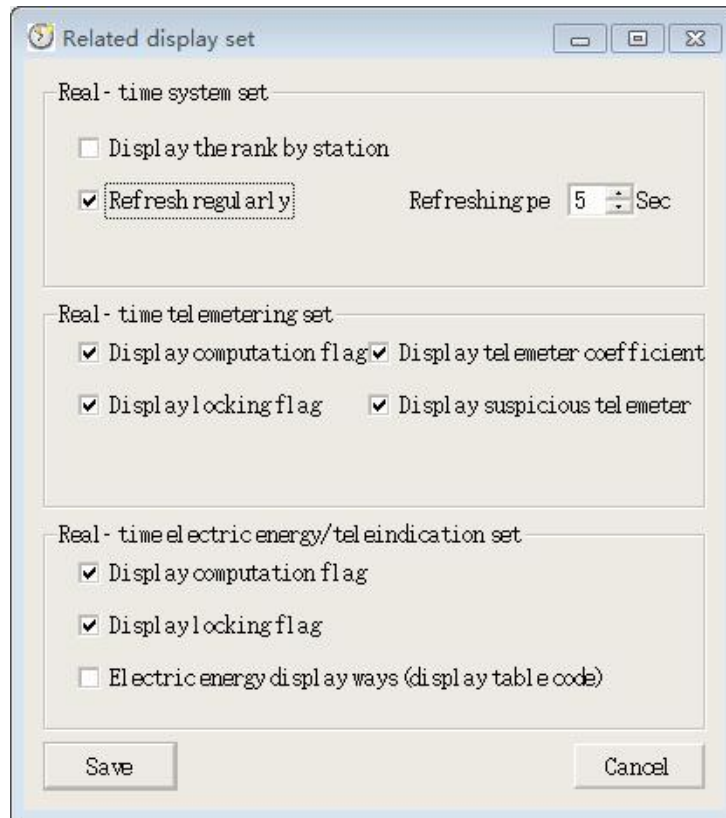 Related display set
Real-time system set
Display the rank by station
Refresh regularly Refreshing pe 5 Sec
Real-time telemetering set
Display computation flag Display telemeter coefficient
Display locking flag Display suspicious telemeter
Real-time electric energy/teleindication set
Display computation flag
Display locking flag
Electric energy display ways (display table code)
Save Cancel